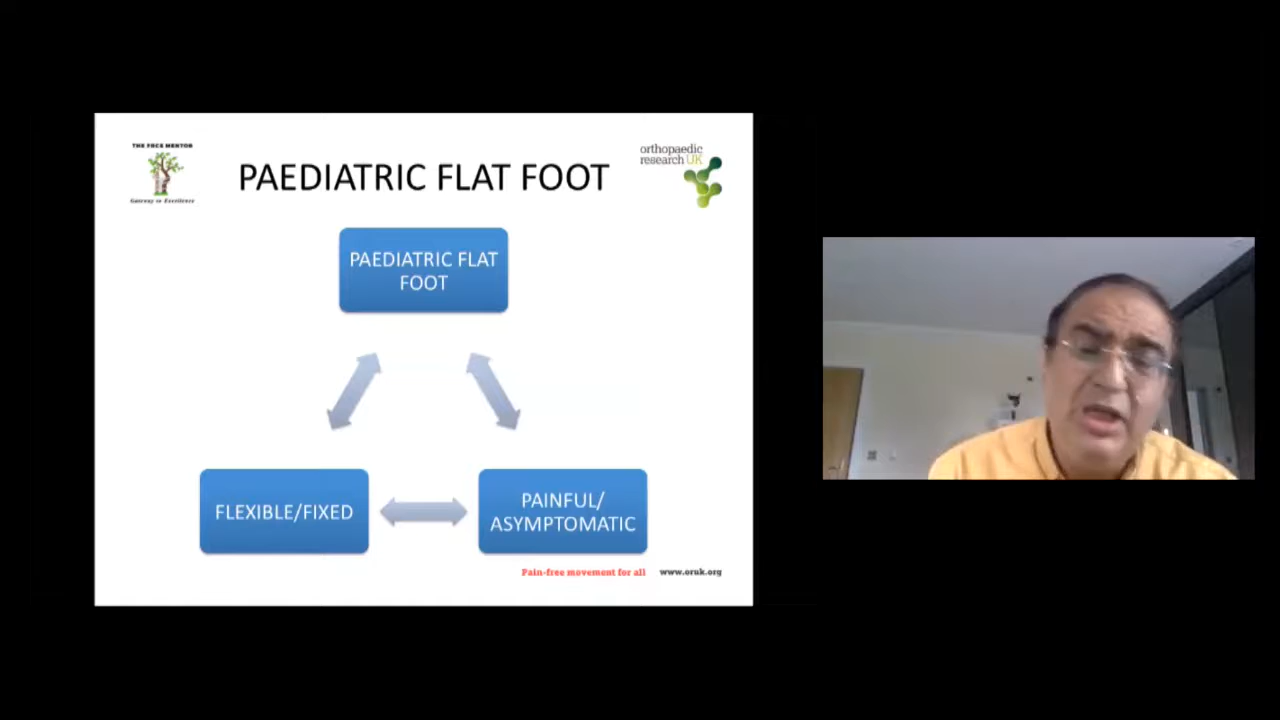 THE FRCS MENTOR
Gateway to Excellence
orthopaedic
research UK
PAEDIATRIC FLAT FOOT
PAEDIATRIC FLAT
FOOT
FLEXIBLE/FIXED
PAINFUL/
ASYMPTOMATIC
Pain-free movement for all www.oruk.org